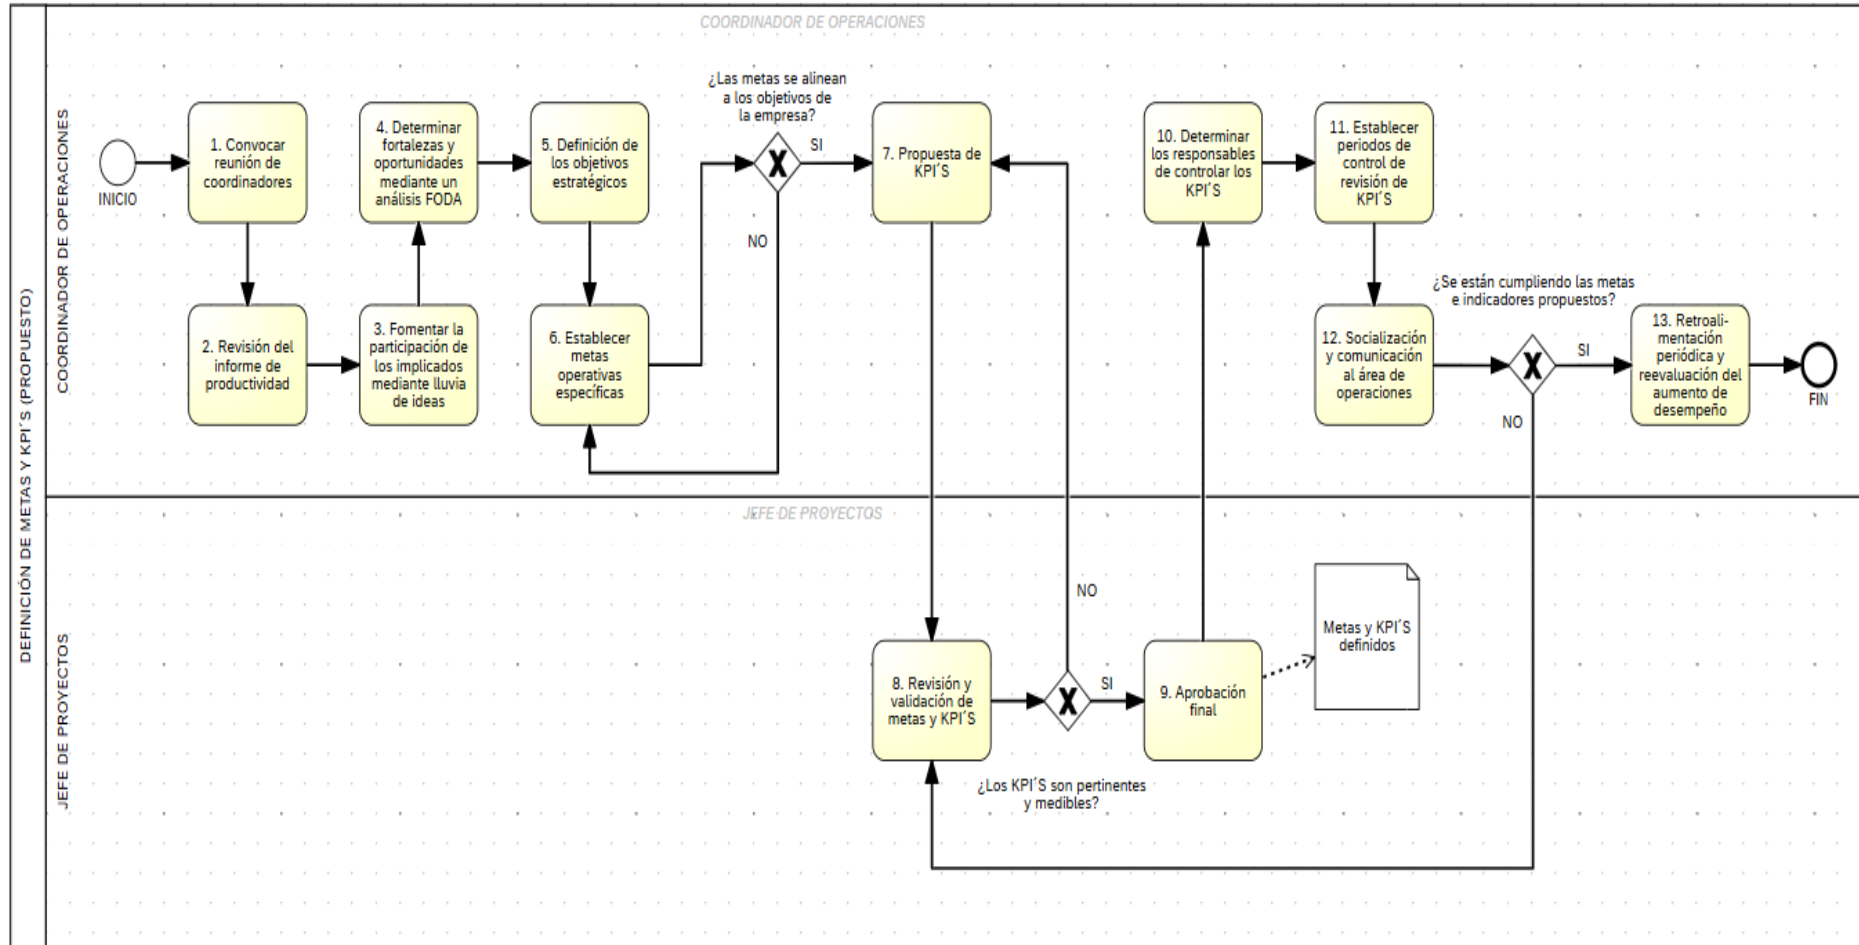 DEFINICIÓN DE METAS Y KPI´S (PROPUESTO)
COORDINADOR DE OPERACIONES
COORDINADOR DE OPERACIONES
INICIO
1. Convocar
reunión de
coordinadores
2. Revisión del
informe de
productividad
3. Fomentar la
participación de
los implicados
mediante lluvia
de ideas
4. Determinar
fortalezas y
oportunidades
mediante un
análisis FODA
5. Definición de
los objetivos
estratégicos
6. Establecer
metas
operativas
específicas
¿Las metas se alinean
a los objetivos de
la empresa?
SI
NO
7. Propuesta de
KPI´S
10. Determinar
los responsables
de controlar los
KPI´S
11. Establecer
periodos de
control de
revisión de
KPI´S
12. Socialización
y comunicación
al área de
operaciones
¿Se están cumpliendo las metas
e indicadores propuestos?
SI
NO
13. Retroali-
mentación
periódica y
reevaluación del
aumento de
desempeño
FIN
JEFE DE PROYECTOS
JEFE DE PROYECTOS
8. Revisión y
validación de
metas y KPI´S
¿Los KPI´S son pertinentes
y medibles?
NO
SI
9. Aprobación
final
Metas y KPI´S
definidos